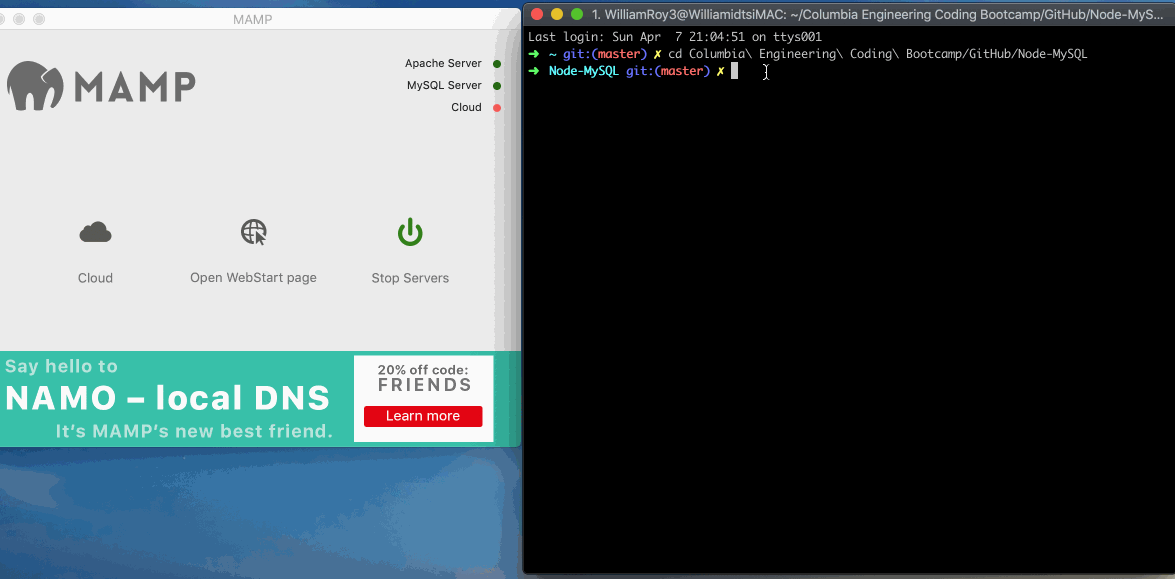 MAMP
MAMP
Apache Server
MySQL Server
Cloud
Cloud
Open WebStart page
Stop Servers
Say hello to
NAMO – local DNS
It's MAMP's new best friend.
20% off code:
FRIENDS
Learn more
1. WilliamRoy3@WilliamidtsiMAC: ~/Columbia Engineering Coding Bootcamp/GitHub/Node-MyS...
Last login: Sun Apr  7 21:04:51 on ttys001
➜ ~ git:(master) ✗ cd Columbia\ Engineering\ Coding\ Bootcamp/GitHub/Node-MySQL
➜ Node-MySQL git:(master) ✗